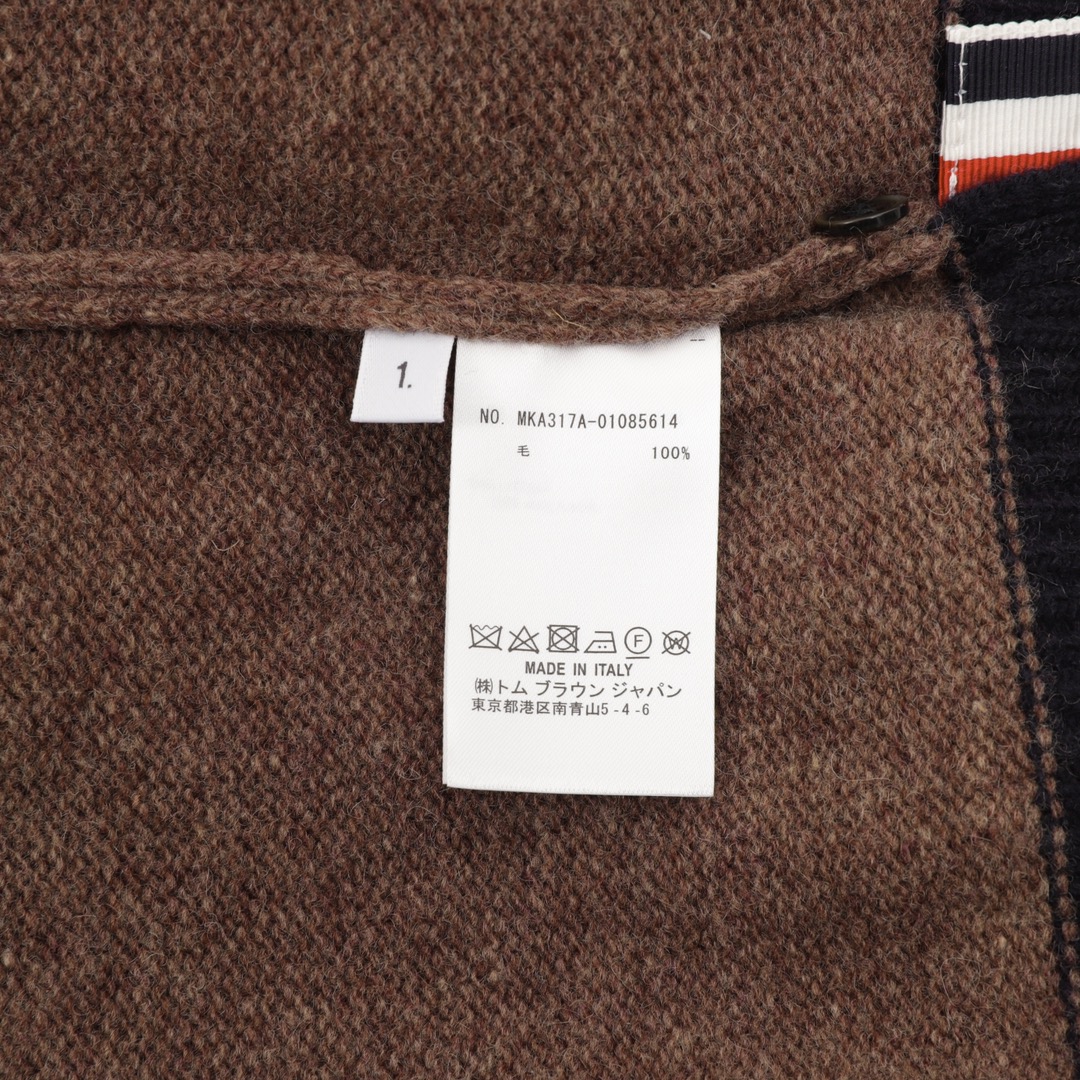 1.
NO. MKA317A-01085614
毛 100%
F W
MADE IN ITALY
㈱トム ブラウン ジャパン
東京都港区南青山5-4-6